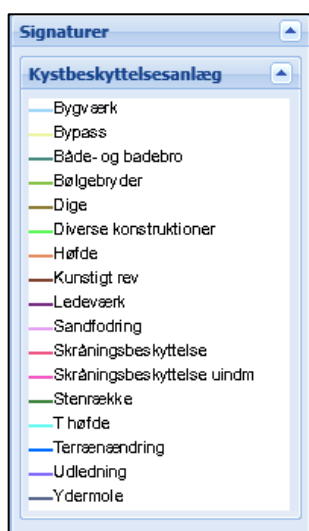 Signaturer
Kystbeskyttelsesanlæg
Bygværk
Bypass
Både- og badebro
Bølgebryder
Dige
Diverse konstruktioner
Høfde
Kunstigt rev
Ledeværk
Sandfodring
Skråningsbeskyttelse
Skråningsbeskyttelse uindm
Stenrække
T høfde
Terrænændring
Udledning
Ydermole